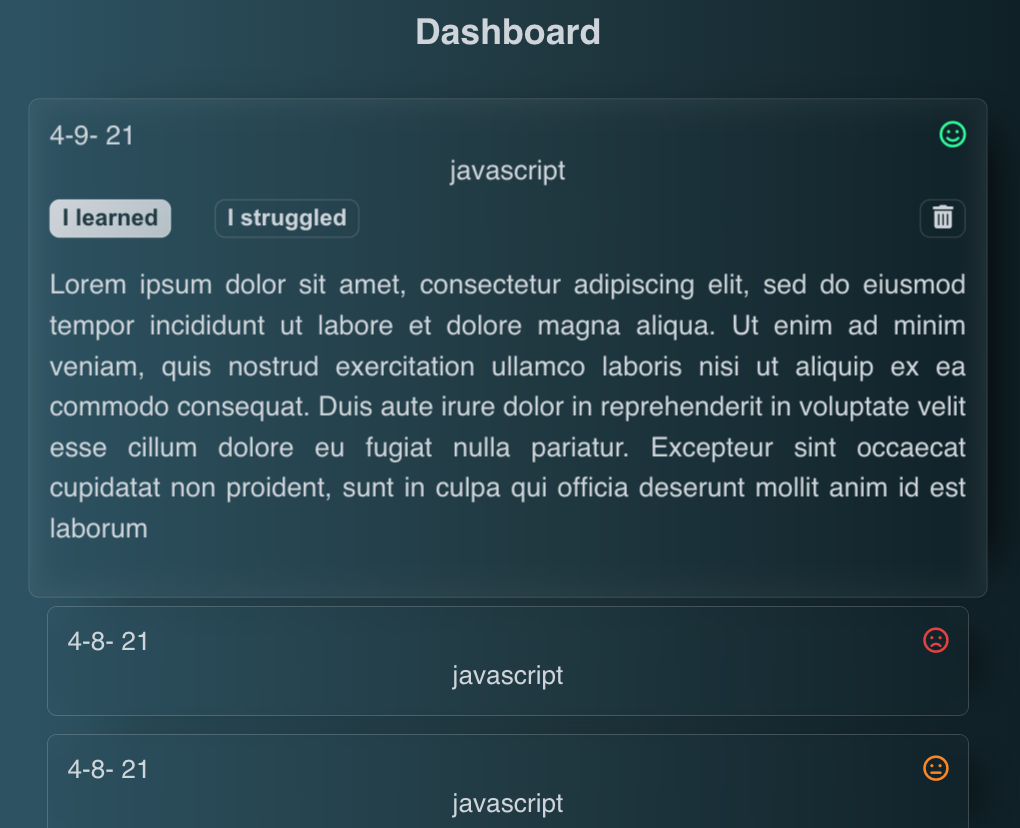 Dashboard
4-9- 21
javascript
I learned
I struggled
Lorem ipsum dolor sit amet, consectetur adipiscing elit, sed do eiusmod
tempor incididunt ut labore et dolore magna aliqua. Ut enim ad minim
veniam, quis nostrud exercitation ullamco laboris nisi ut aliquip ex ea
commodo consequat. Duis aute irure dolor in reprehenderit in voluptate velit
esse cillum dolore eu fugiat nulla pariatur. Excepteur sint occaecat
cupidatat non proident, sunt in culpa qui officia deserunt mollit anim id est
laborum
4-8- 21
javascript
4-8- 21
javascript